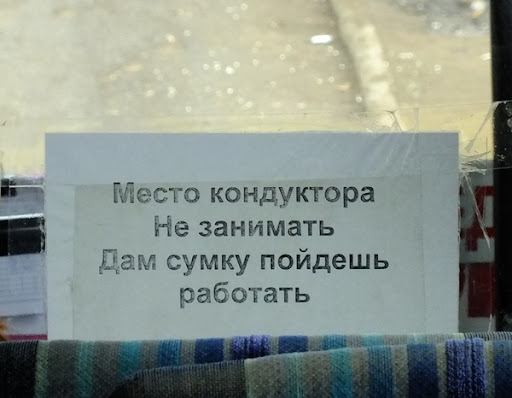 Место кондуктора
Не занимать
Дам сумку пойдешь
работать